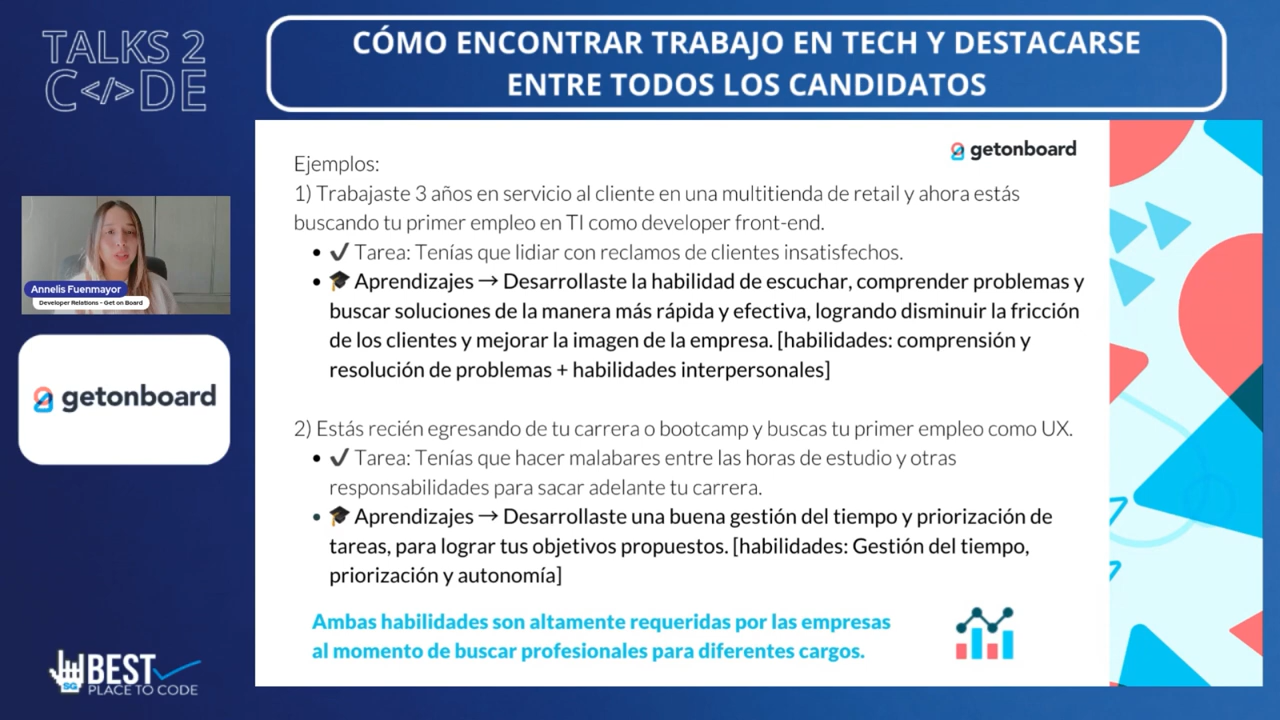 TALKS 2
C</>DE
CÓMO ENCONTRAR TRABAJO EN TECH Y DESTACARSE
ENTRE TODOS LOS CANDIDATOS
getonboard
Ejemplos:
1) Trabajaste 3 años en servicio al cliente en una multitienda de retail y ahora estás
buscando tu primer empleo en TI como developer front-end.
• ✔ Tarea: Tenías que lidiar con reclamos de clientes insatisfechos.
• 🎓 Aprendizajes → Desarrollaste la habilidad de escuchar, comprender problemas y
buscar soluciones de la manera más rápida y efectiva, logrando disminuir la fricción
de los clientes y mejorar la imagen de la empresa. [habilidades: comprensión y
resolución de problemas + habilidades interpersonales]
2) Estás recién egresando de tu carrera o bootcamp y buscas tu primer empleo como UX.
• ✔ Tarea: Tenías que hacer malabares entre las horas de estudio y otras
responsabilidades para sacar adelante tu carrera.
• 🎓 Aprendizajes → Desarrollaste una buena gestión del tiempo y priorización de
tareas, para lograr tus objetivos propuestos. [habilidades: Gestión del tiempo,
priorización y autonomía]
Ambas habilidades son altamente requeridas por las empresas
al momento de buscar profesionales para diferentes cargos.
Annelis Fuenmayor
Developer Relations - Get on Board
getonboard
SG
BEST
PLACE TO CODE